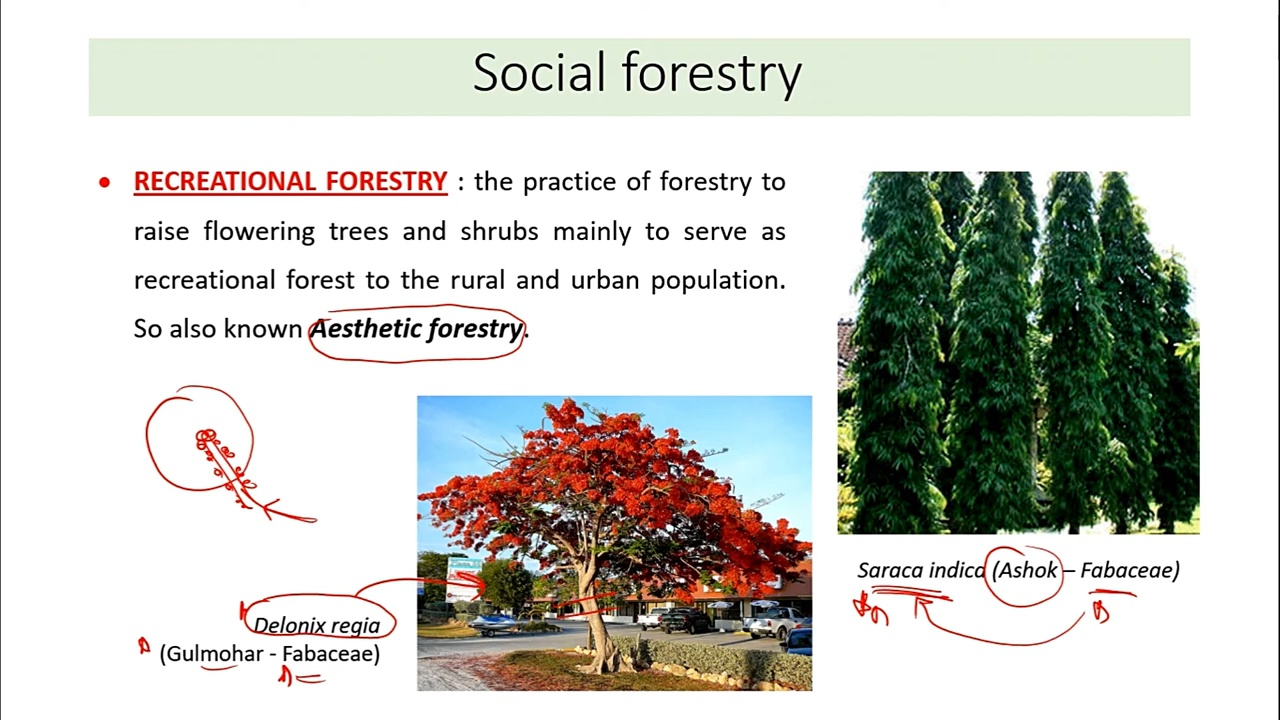 Social forestry
• RECREATIONAL FORESTRY : the practice of forestry to
raise flowering trees and shrubs mainly to serve as
recreational forest to the rural and urban population.
So also known Aesthetic forestry.
Saraca indica (Ashok – Fabaceae)
Delonix regia
(Gulmohar - Fabaceae)